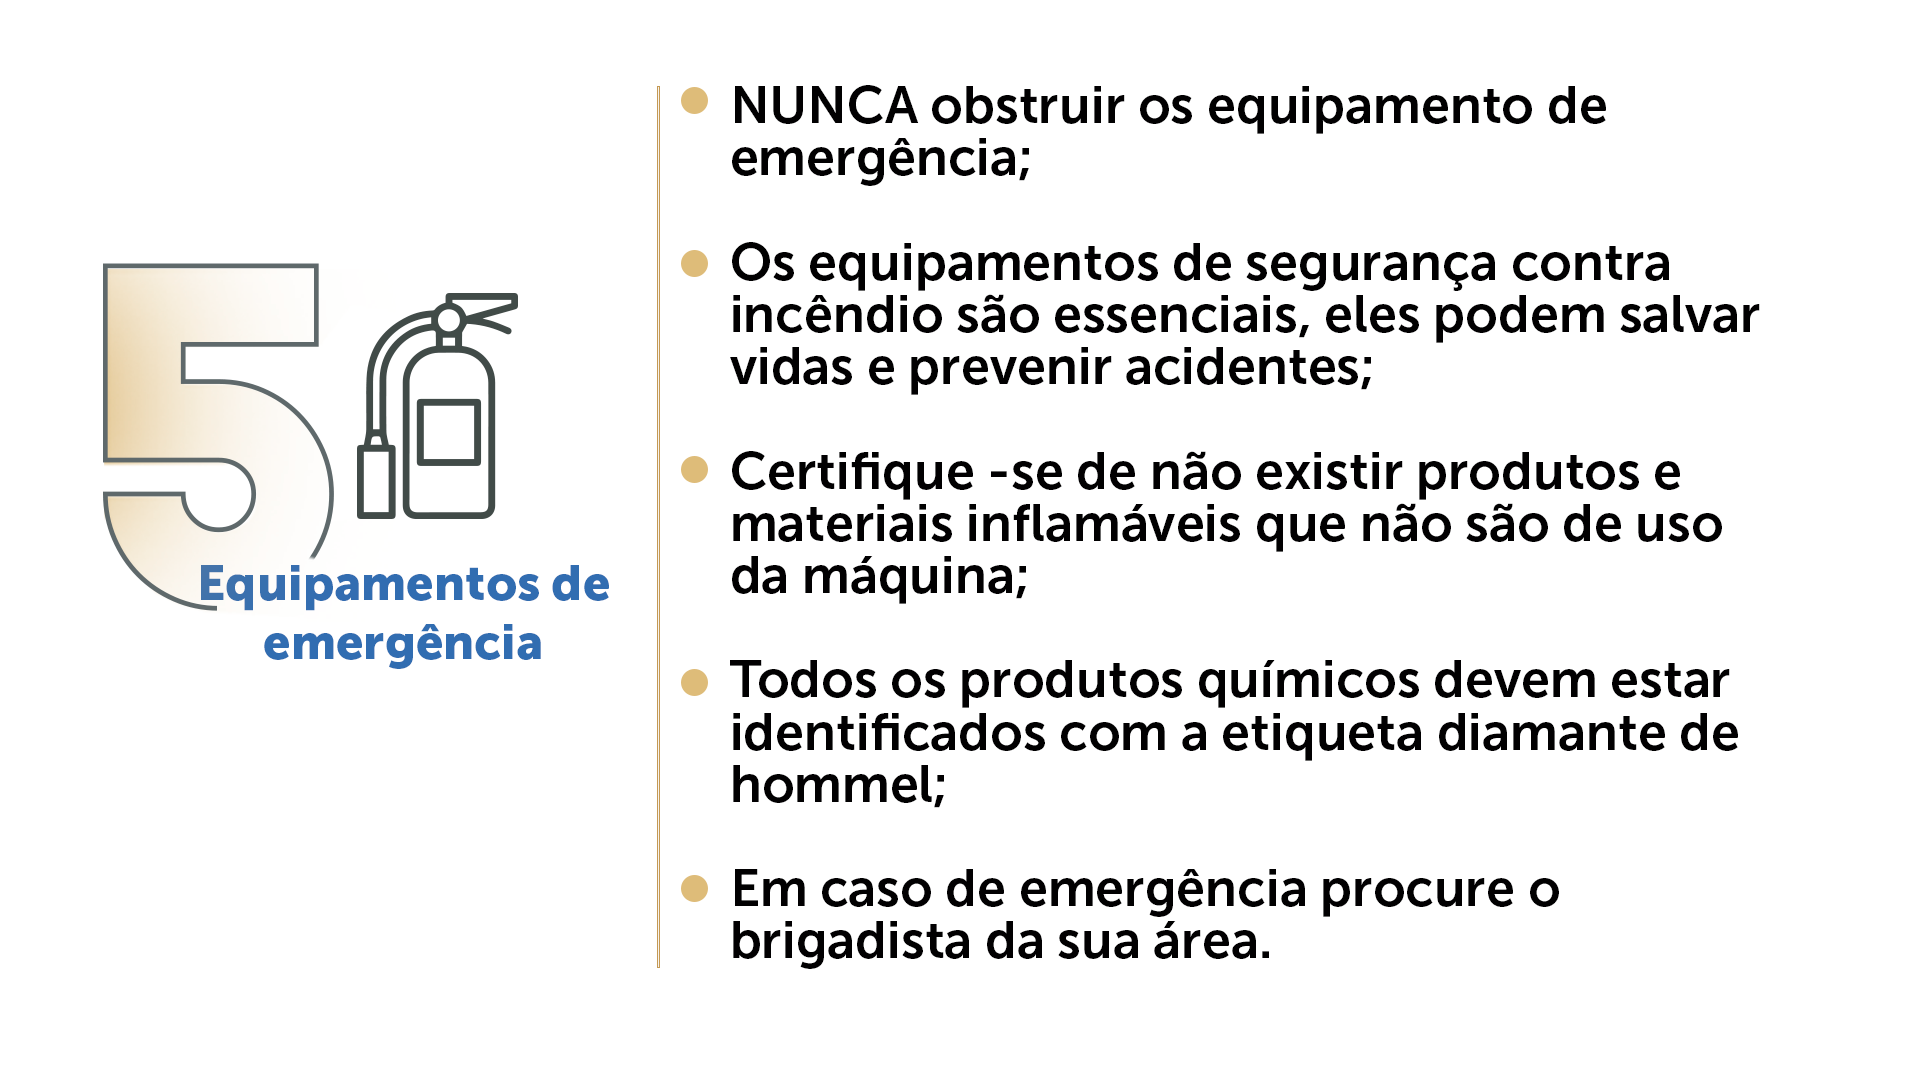 5
Equipamentos de
emergência
NUNCA obstruir os equipamento de
emergência;
Os equipamentos de segurança contra
incêndio são essenciais, eles podem salvar
vidas e prevenir acidentes;
Certifique -se de não existir produtos e
materiais inflamáveis que não são de uso
da máquina;
Todos os produtos químicos devem estar
identificados com a etiqueta diamante de
hommel;
Em caso de emergência procure o
brigadista da sua área.